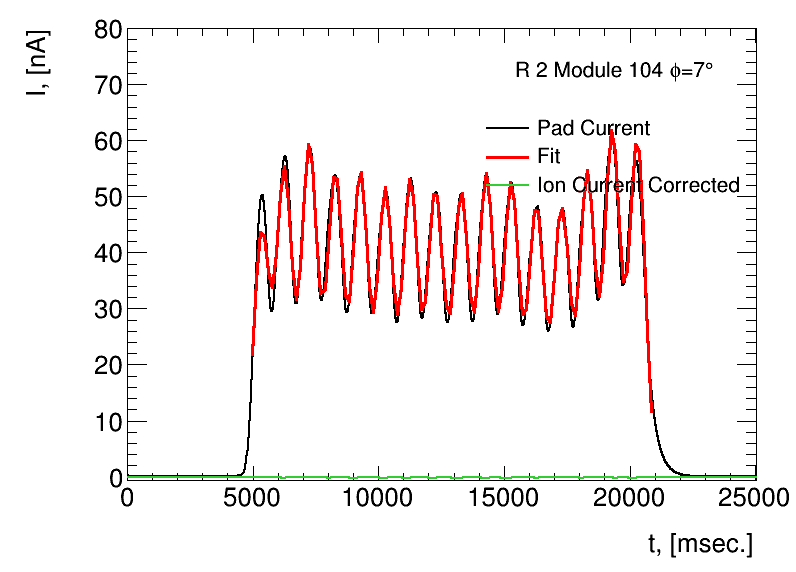 I, [nA]
80
70
60
50
40
30
20
10
0
R 2 Module 104 ϕ=7°
Pad Current
Fit
Ion Current Corrected
0 5000 10000 15000 20000 25000
t, [msec.]